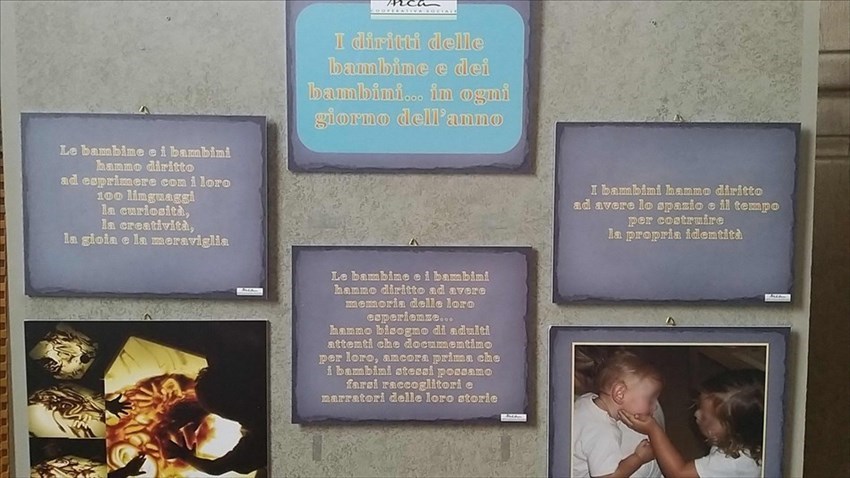 Arca
COOPERATIVA SOCIALE
I diritti delle
bambine e dei
bambini... in ogni
giorno dell'anno
Le bambine e i bambini
hanno diritto
ad esprimere con i loro
100 linguaggi
la curiosità,
la creatività,
la gioia e la meraviglia
I bambini hanno diritto
ad avere lo spazio e il tempo
per costruire
la propria identità
Le bambine e i bambini
hanno diritto ad avere
memoria delle loro
esperienze...
hanno bisogno di adulti
attenti che documentino
per loro, ancora prima che
i bambini stessi possano
farsi raccoglitori e
narratori delle loro storie